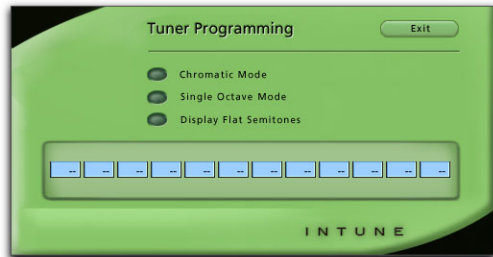 Tuner Programming
Exit
Chromatic Mode
Single Octave Mode
Display Flat Semitones
-- -- -- -- -- -- -- -- -- -- -- --
INTUNE